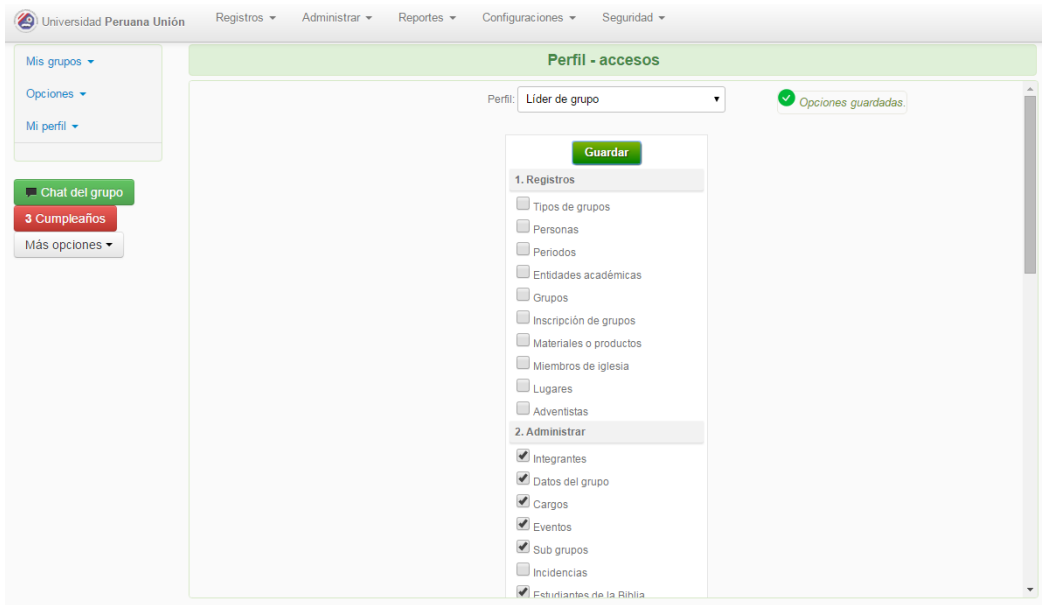 Universidad Peruana Unión
Registros Administrar Reportes Configuraciones Seguridad
Mis grupos
Opciones
Mi perfil
Chat del grupo
3 Cumpleaños
Más opciones
Perfil - accesos
Perfil: Líder de grupo
Opciones guardadas.
Guardar
1. Registros
Tipos de grupos
Personas
Periodos
Entidades académicas
Grupos
Inscripción de grupos
Materiales o productos
Miembros de iglesia
Lugares
Adventistas
2. Administrar
Integrantes
Datos del grupo
Cargos
Eventos
Sub grupos
Incidencias
Estudiantes de la Biblia